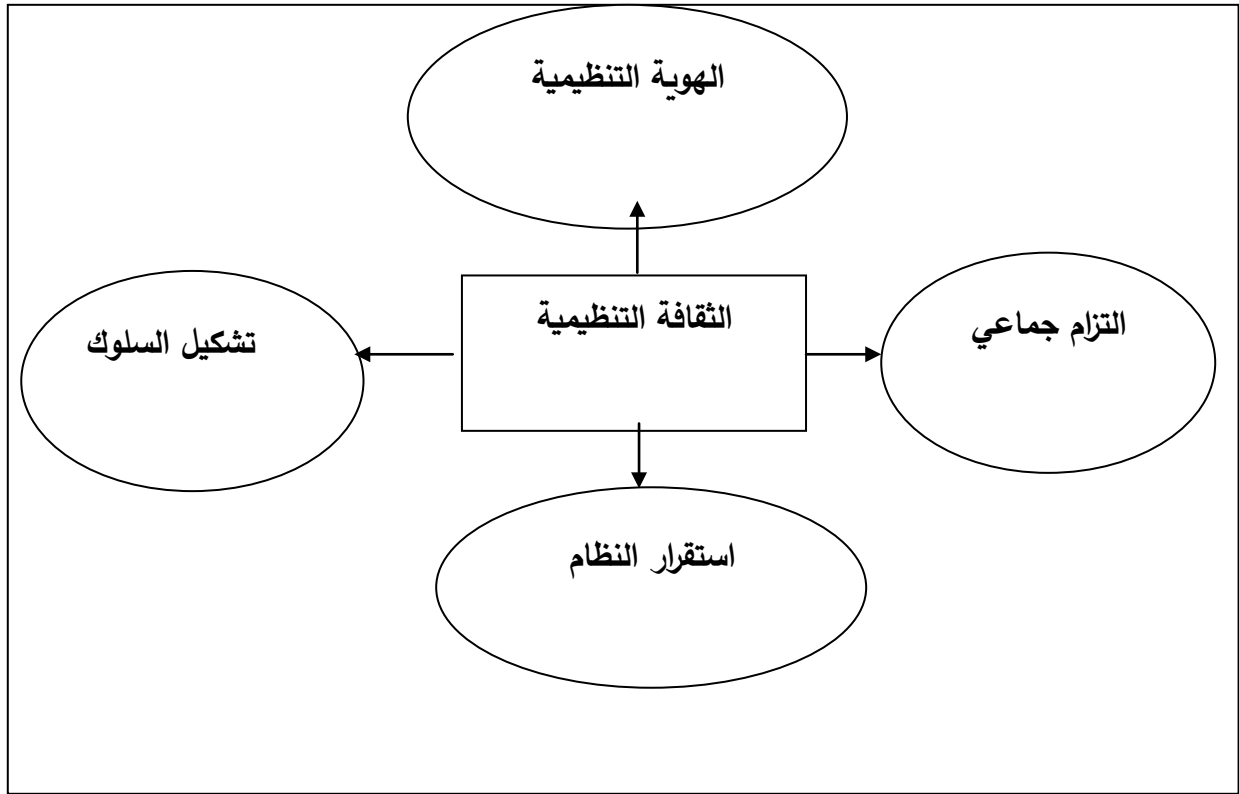 الهوية التنظيمية
الثقافة التنظيمية
التزام جماعي
تشكيل السلوك
استقرار النظام